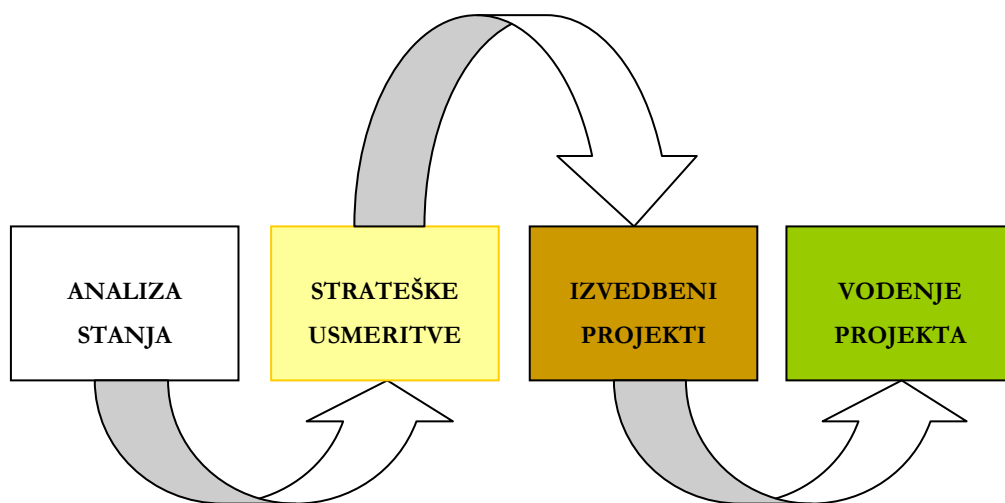 ANALIZA
STANJA
STRATEŠKE
USMERITVE
IZVEDBENI
PROJEKTI
VODENJE
PROJEKTA